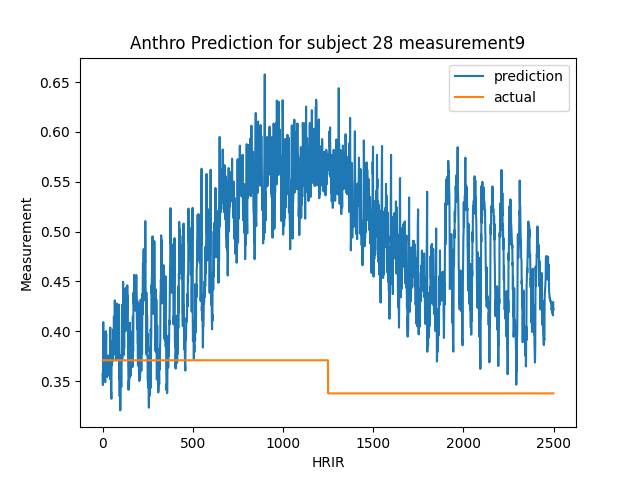 Anthro Prediction for subject 28 measurement9
prediction
actual
Measurement
0.65
0.60
0.55
0.50
0.45
0.40
0.35
0
500
1000
1500
2000
2500
HRIR